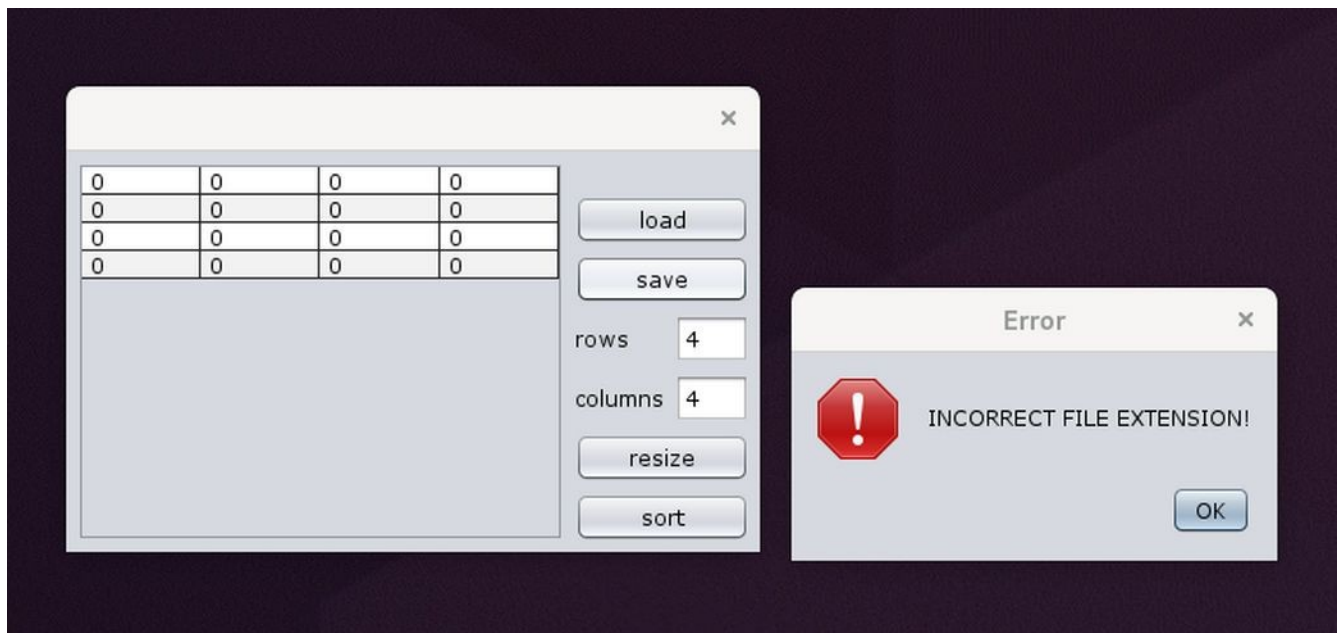 0 0 0 0
0 0 0 0
0 0 0 0
0 0 0 0
load
save
rows 4
columns 4
resize
sort
Error
INCORRECT FILE EXTENSION!
OK